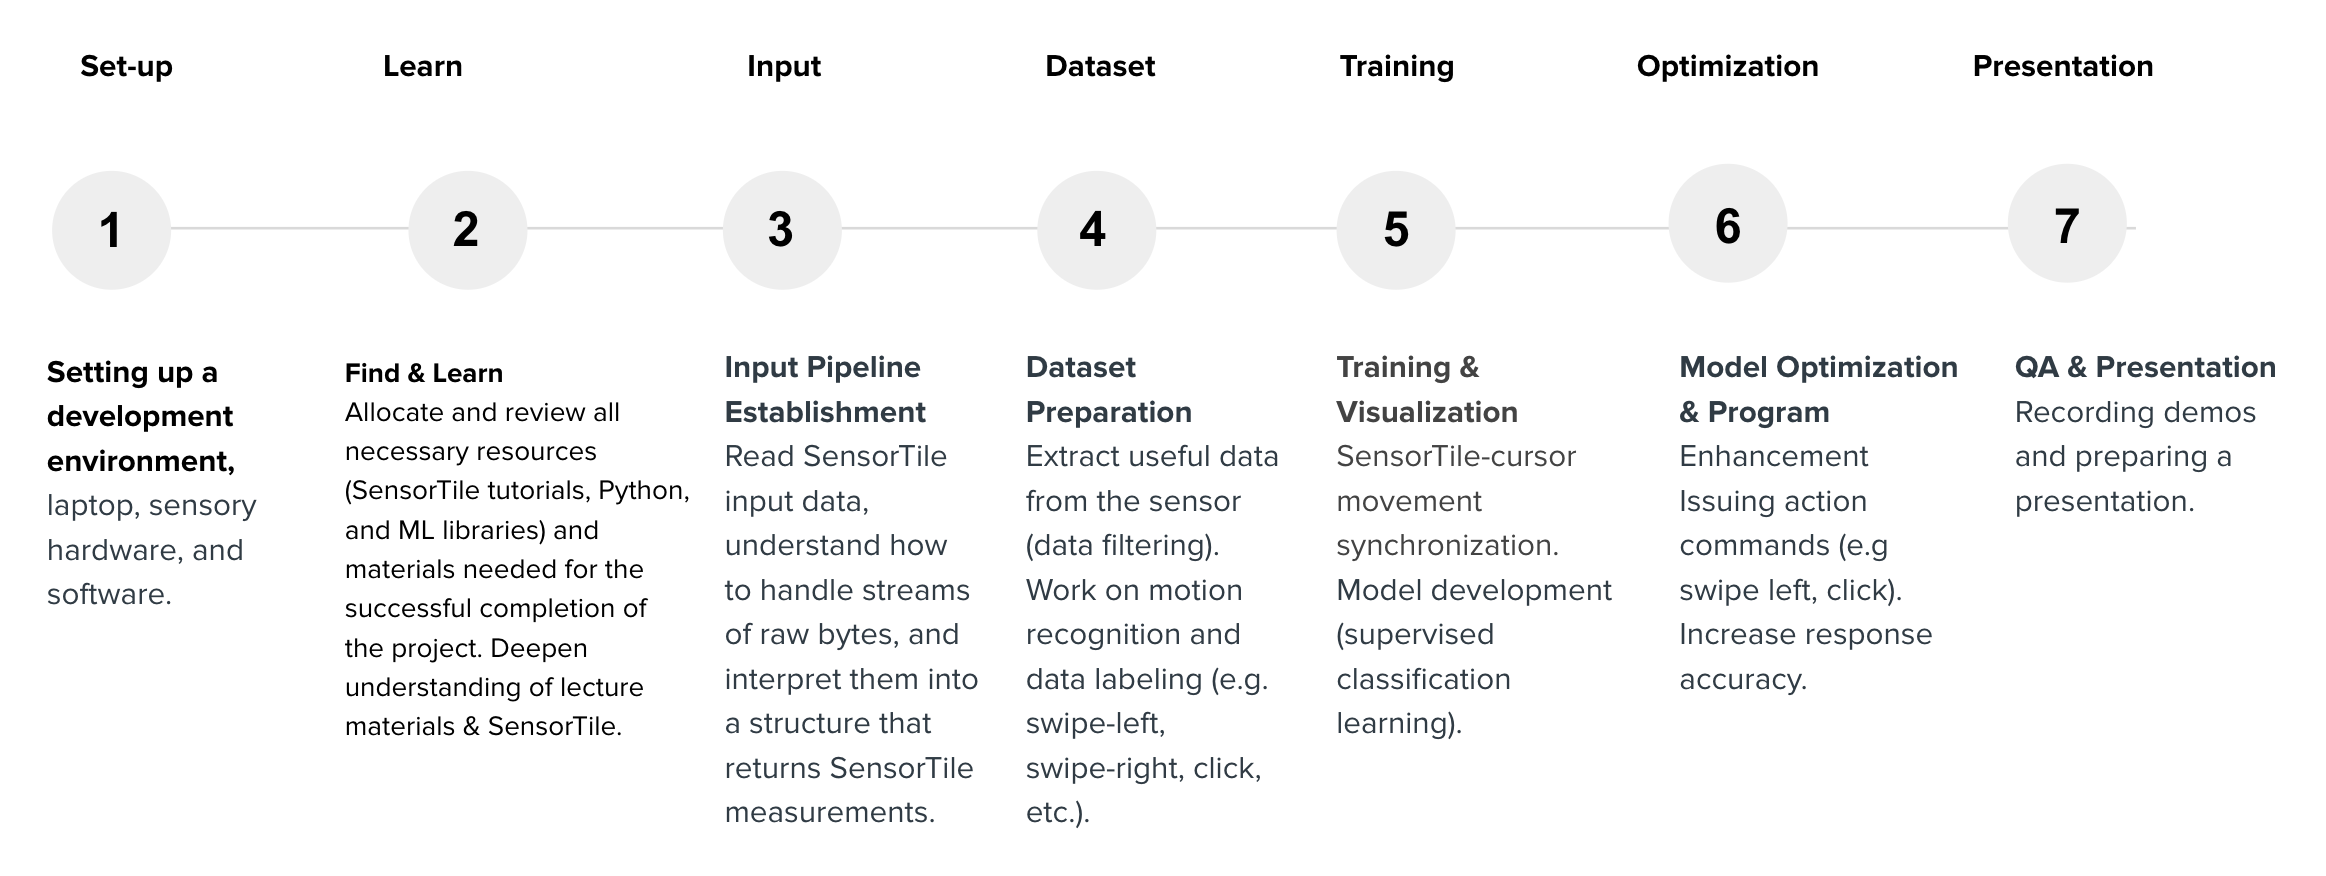 Set-up
Learn
Input
Dataset
Training
Optimization
Presentation
1
2
3
4
5
6
7
Setting up a
development
environment,
laptop, sensory
hardware, and
software.
Find & Learn
Allocate and review all
necessary resources
(SensorTile tutorials, Python,
and ML libraries) and
materials needed for the
successful completion of
the project. Deepen
understanding of lecture
materials & SensorTile.
Input Pipeline
Establishment
Read SensorTile
input data,
understand how
to handle streams
of raw bytes, and
interpret them into
a structure that
returns SensorTile
measurements.
Dataset
Preparation
Extract useful data
from the sensor
(data filtering).
Work on motion
recognition and
data labeling (e.g.
swipe-left,
swipe-right, click,
etc.).
Training &
Visualization
SensorTile-cursor
movement
synchronization.
Model development
(supervised
classification
learning).
Model Optimization
& Program
Enhancement
Issuing action
commands (e.g
swipe left, click).
Increase response
accuracy.
QA & Presentation
Recording demos
and preparing a
presentation.